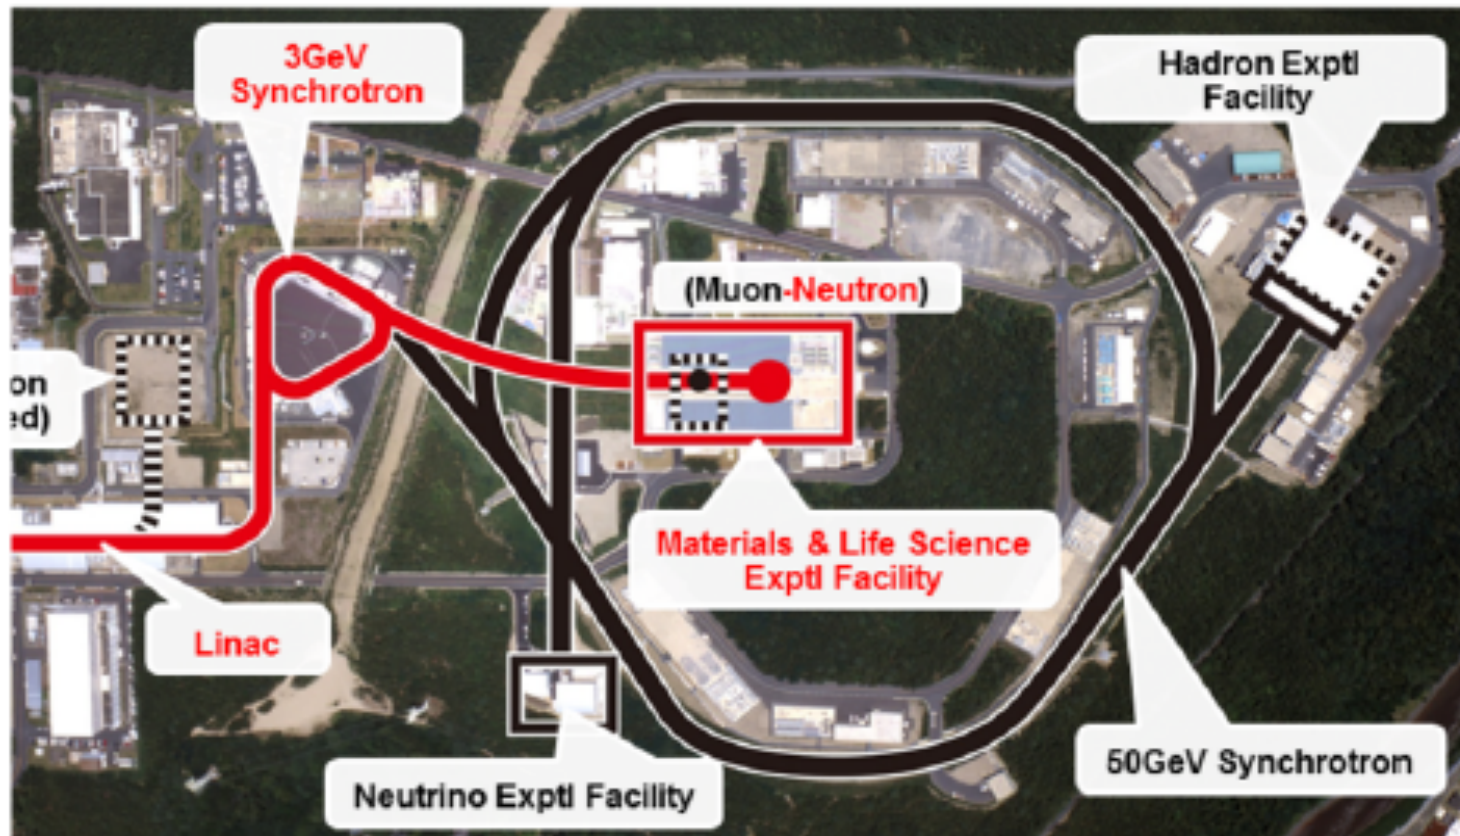 3GeV
Synchrotron
Hadron Exptl
Facility
(Muon-Neutron)
on
ed)
Materials & Life Science
Exptl Facility
Linac
50GeV Synchrotron
Neutrino Exptl Facility